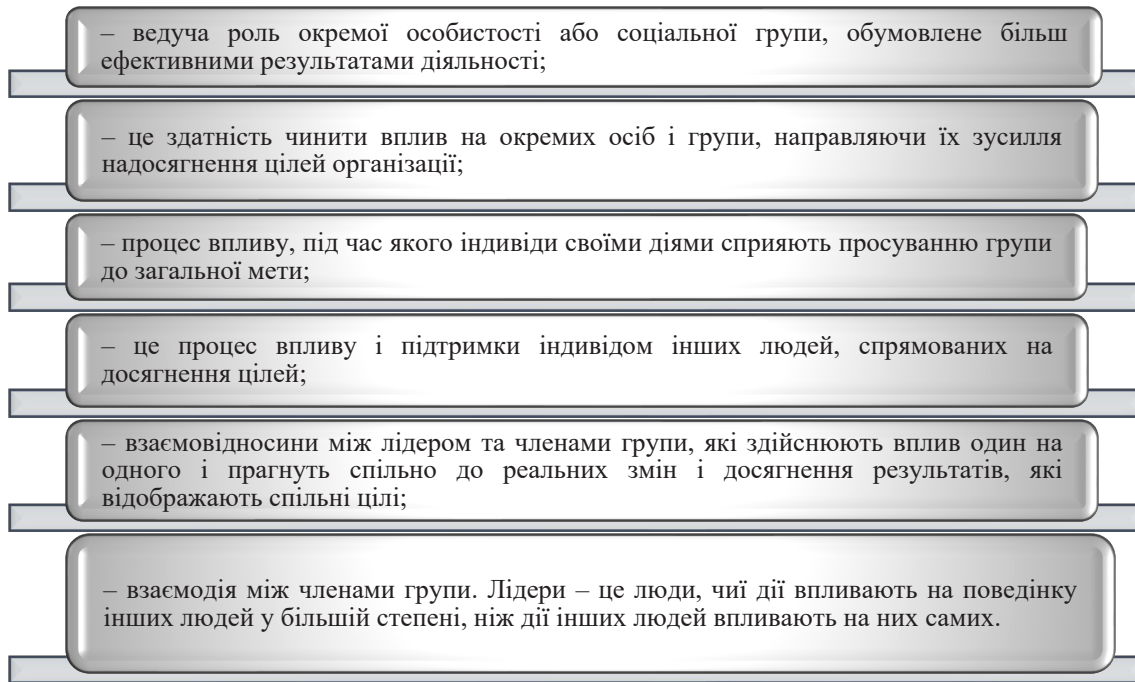 – ведуча роль окремої особистості або соціальної групи, обумовлене більш
ефективними результатами діяльності;
– це здатність чинити вплив на окремих осіб і групи, направляючи їх зусилля
надосягнення цілей організації;
– процес впливу, під час якого індивіди своїми діями сприяють просуванню групи
до загальної мети;
– це процес впливу і підтримки індивідом інших людей, спрямованих на
досягнення цілей;
– взаємовідносини між лідером та членами групи, які здійснюють вплив один на
одного і прагнуть спільно до реальних змін і досягнення результатів, які
відображають спільні цілі;
– взаємодія між членами групи. Лідери – це люди, чиї дії впливають на поведінку
інших людей у більшій степені, ніж дії інших людей впливають на них самих.